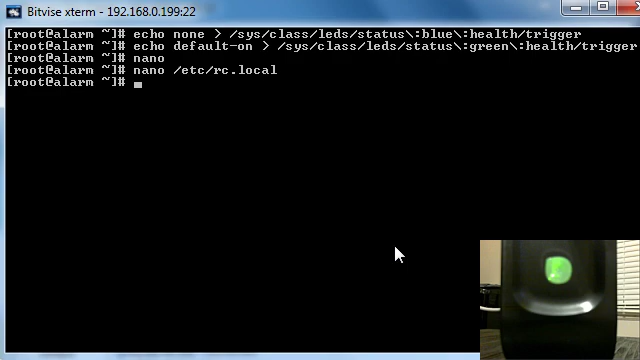 Bitvise xterm - 192.168.0.199:22
[root@alarm ~]# echo none > /sys/class/leds/status\:blue\:health/trigger
[root@alarm ~]# echo default-on > /sys/class/leds/status\:green\:health/trigger
[root@alarm ~]# nano
[root@alarm ~]# nano /etc/rc.local
[root@alarm ~]#